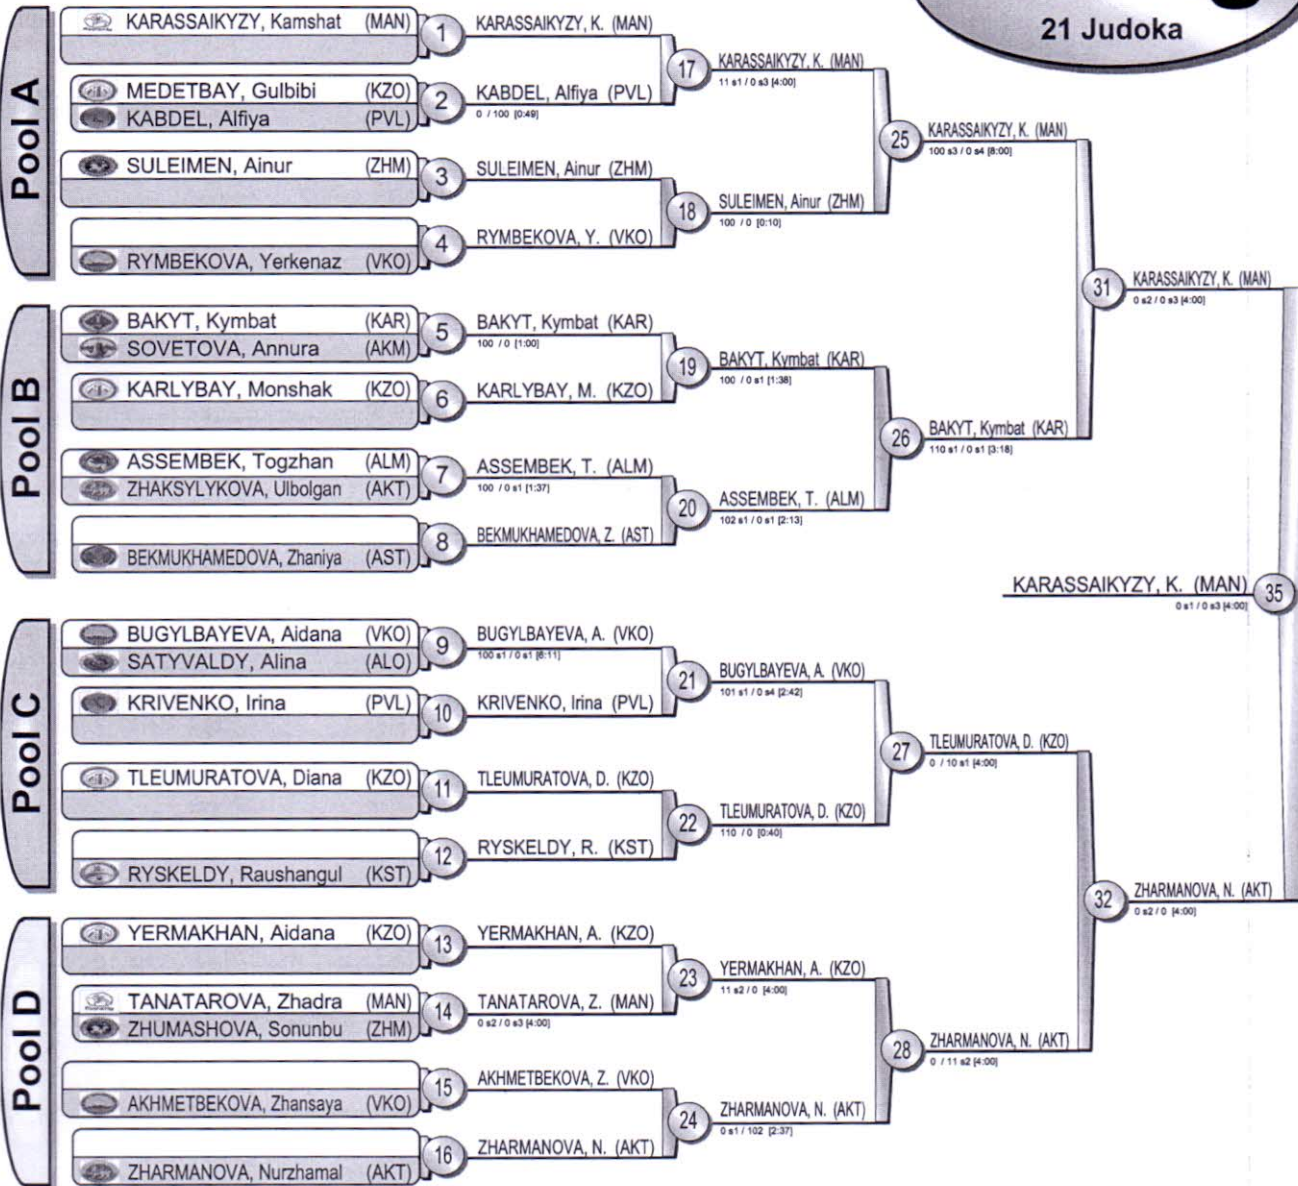 21 Judoka
Pool A
KARASSAIKYZY, Kamshat (MAN)
1
MEDETBAY, Gulbibi (KZO)
KABDEL, Alfiya (PVL)
2
SULEIMEN, Ainur (ZHM)
3
RYMBEKOVA, Yerkenaz (VKO)
4
KARASSAIKYZY, K. (MAN)
KABDEL, Alfiya (PVL)
0 / 100 [0:49]
17
SULEIMEN, Ainur (ZHM)
RYMBEKOVA, Y. (VKO)
18
KARASSAIKYZY, K. (MAN)
11 s1 / 0 s3 [4:00]
SULEIMEN, Ainur (ZHM)
100 / 0 [0:10]
25
KARASSAIKYZY, K. (MAN)
100 s3 / 0 s4 [8:00]
Pool B
BAKYT, Kymbat (KAR)
SOVETOVA, Annura (AKM)
5
KARLYBAY, Monshak (KZO)
6
ASSEMBEK, Togzhan (ALM)
ZHAKSYLYKOVA, Ulbolgan (AKT)
7
BEKMUKHAMEDOVA, Zhaniya (AST)
8
BAKYT, Kymbat (KAR)
100 / 0 [1:00]
KARLYBAY, M. (KZO)
19
ASSEMBEK, T. (ALM)
100 / 0 s1 [1:37]
BEKMUKHAMEDOVA, Z. (AST)
20
BAKYT, Kymbat (KAR)
100 / 0 s1 [1:38]
ASSEMBEK, T. (ALM)
102 s1 / 0 s1 [2:13]
26
BAKYT, Kymbat (KAR)
110 s1 / 0 s1 [3:18]
31
KARASSAIKYZY, K. (MAN)
0 s2 / 0 s3 [4:00]
KARASSAIKYZY, K. (MAN)
0 s1 / 0 s3 [4:00]
35
Pool C
BUGYLBAYEVA, Aidana (VKO)
SATYVALDY, Alina (ALO)
9
KRIVENKO, Irina (PVL)
10
TLEUMURATOVA, Diana (KZO)
11
RYSKELDY, Raushangul (KST)
12
BUGYLBAYEVA, A. (VKO)
100 s1 / 0 s1 [6:11]
KRIVENKO, Irina (PVL)
21
TLEUMURATOVA, D. (KZO)
RYSKELDY, R. (KST)
22
BUGYLBAYEVA, A. (VKO)
101 s1 / 0 s4 [2:42]
TLEUMURATOVA, D. (KZO)
110 / 0 [0:40]
27
TLEUMURATOVA, D. (KZO)
0 / 10 s1 [4:00]
Pool D
YERMAKHAN, Aidana (KZO)
13
TANATAROVA, Zhadra (MAN)
ZHUMASHOVA, Sonunbu (ZHM)
14
AKHMETBEKOVA, Zhansaya (VKO)
15
ZHARMANOVA, Nurzhamal (AKT)
16
YERMAKHAN, A. (KZO)
TANATAROVA, Z. (MAN)
0 s2 / 0 s3 [4:00]
23
AKHMETBEKOVA, Z. (VKO)
ZHARMANOVA, N. (AKT)
24
YERMAKHAN, A. (KZO)
11 s2 / 0 [4:00]
ZHARMANOVA, N. (AKT)
0 s1 / 102 [2:37]
28
ZHARMANOVA, N. (AKT)
0 / 11 s2 [4:00]
32
ZHARMANOVA, N. (AKT)
0 s2 / 0 [4:00]